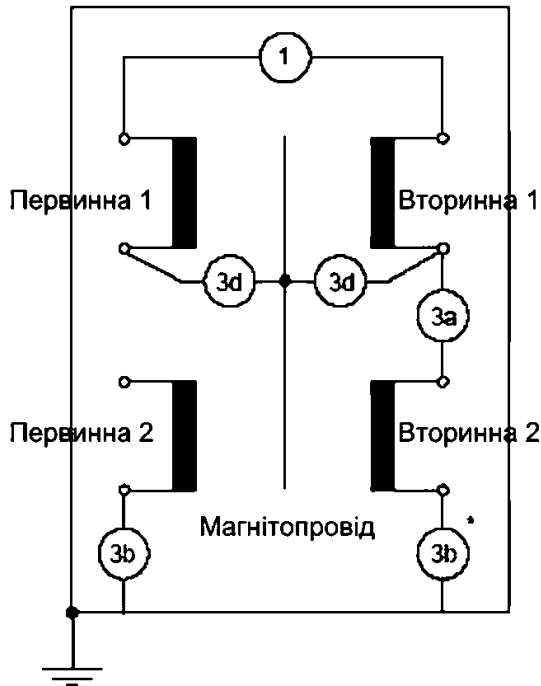 1
Первинна 1
Вторинна 1
3d
3d
3a
Первинна 2
Вторинна 2
Магнітопровід
3b
3b